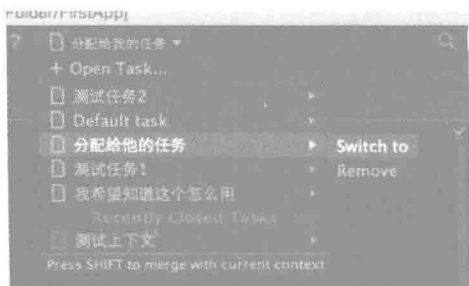 Folder/FirstApp]
? 分配给我的任务
+ Open Task...
测试任务2
Default task
分配给他的任务 Switch to
测试任务1 Remove
我希望知道这个怎么用
Recently Closed Tasks
测试上下文
Press SHIFT to merge with current context